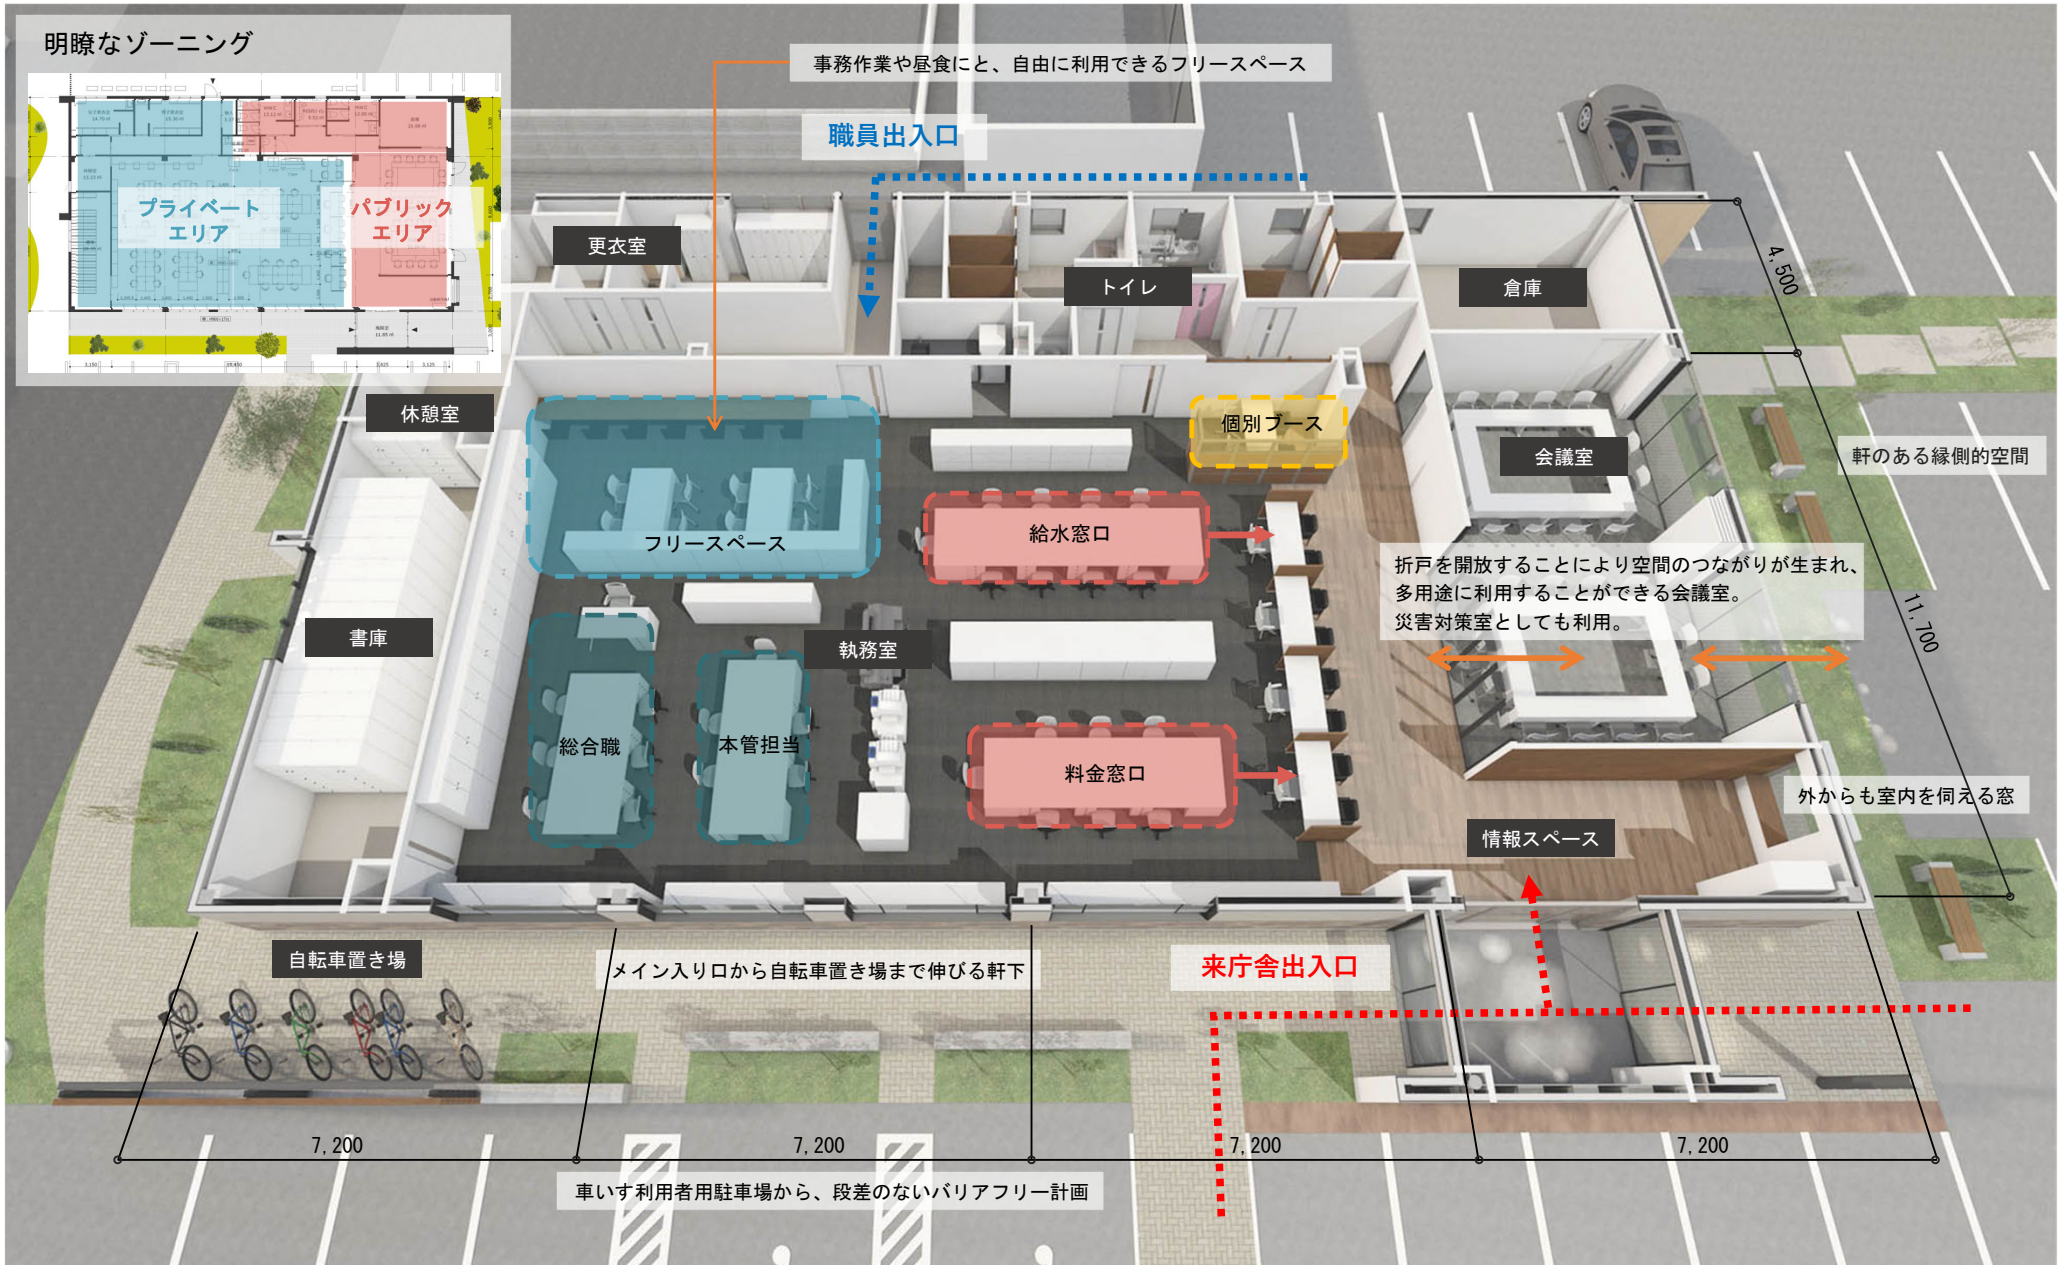 明瞭なゾーニング
プライベート
エリア
パブリック
エリア
事務作業や昼食にと、自由に利用できるフリースペース
職員出入口
更衣室
トイレ
倉庫
4,500
休憩室
個別ブース
会議室
軒のある縁側的空間
フリースペース
給水窓口
折戸を開放することにより空間のつながりが生まれ、
多用途に利用することができる会議室。
災害対策室としても利用。
11,700
書庫
執務室
総合職
本管担当
料金窓口
外からも室内を伺える窓
情報スペース
自転車置き場
メイン入り口から自転車置き場まで伸びる軒下
来庁舎出入口
7,200
7,200
7,200
7,200
車いす利用者用駐車場から、段差のないバリアフリー計画